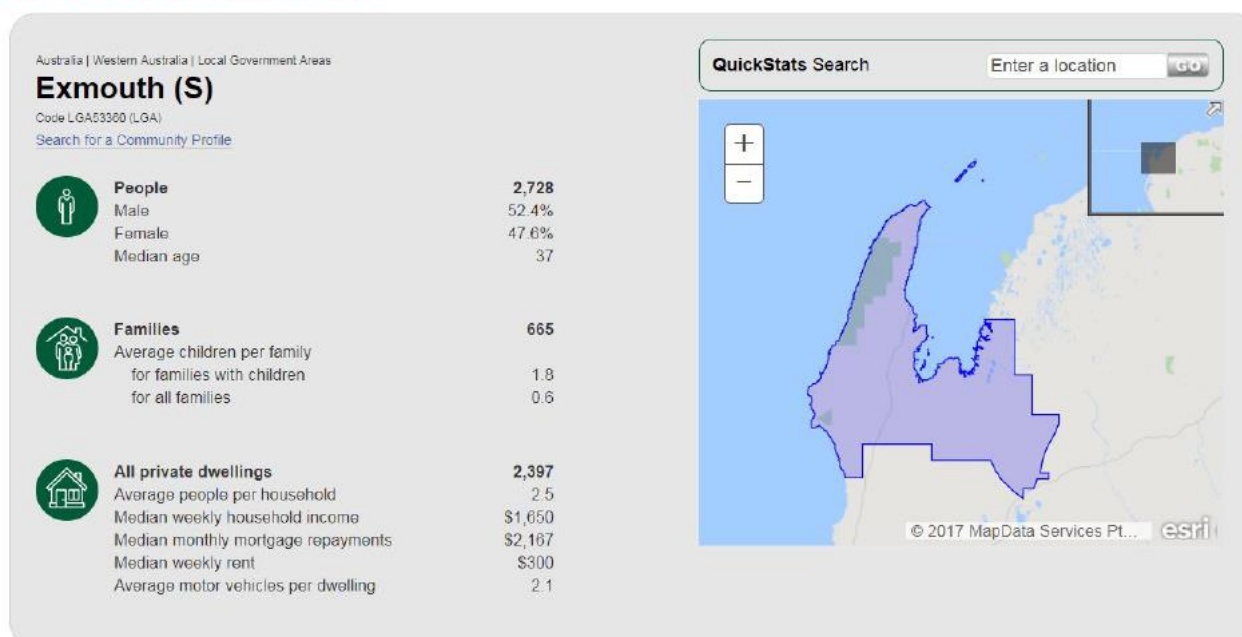 Australia | Western Australia | Local Government Areas
Exmouth (S)
Code LGA53360 (LGA)
Search for a Community Profile
People 2,728
Male 52.4%
Female 47.6%
Median age 37
Families 665
Average children per family
for families with children 1.8
for all families 0.6
All private dwellings 2,397
Average people per household 2.5
Median weekly household income $1,650
Median monthly mortgage repayments $2,167
Median weekly rent $300
Average motor vehicles per dwelling 2.1
QuickStats Search Enter a location GO
+
−
© 2017 MapData Services Pt... esri